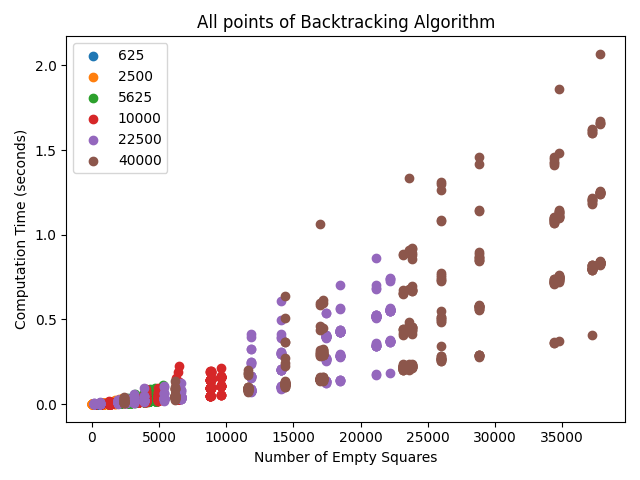 All points of Backtracking Algorithm
625
2500
5625
10000
22500
40000
2.0
1.5
1.0
0.5
0.0
Computation Time (seconds)
0 5000 10000 15000 20000 25000 30000 35000
Number of Empty Squares